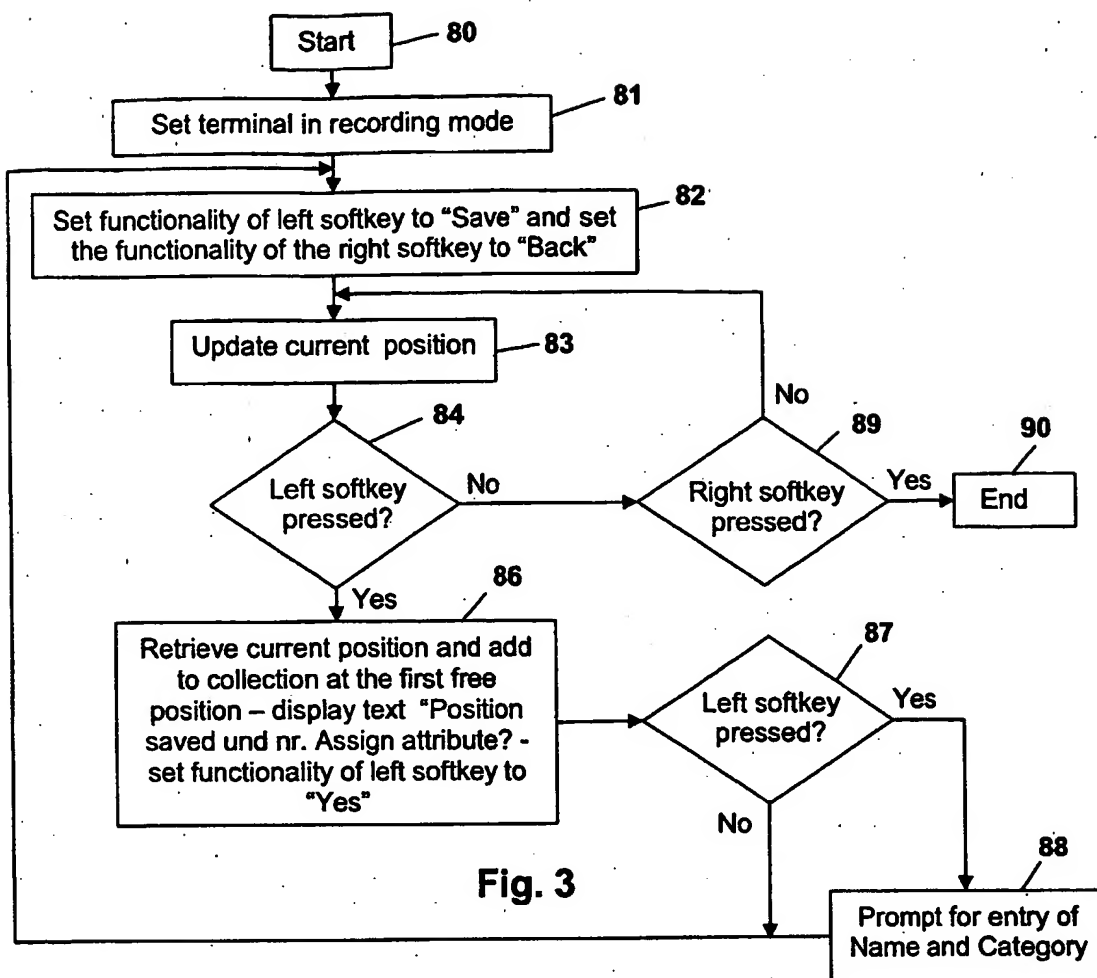 Start
80
Set terminal in recording mode
81
Set functionality of left softkey to “Save” and set
the functionality of the right softkey to “Back”
82
Update current position
83
No
84
89
90
Left softkey
pressed?
No
Right softkey
pressed?
Yes
End
Yes
86
Retrieve current position and add
to collection at the first free
position – display text “Position
saved und nr. Assign attribute? -
set functionality of left softkey to
“Yes”
87
Left softkey
pressed?
Yes
No
Fig. 3
88
Prompt for entry of
Name and Category